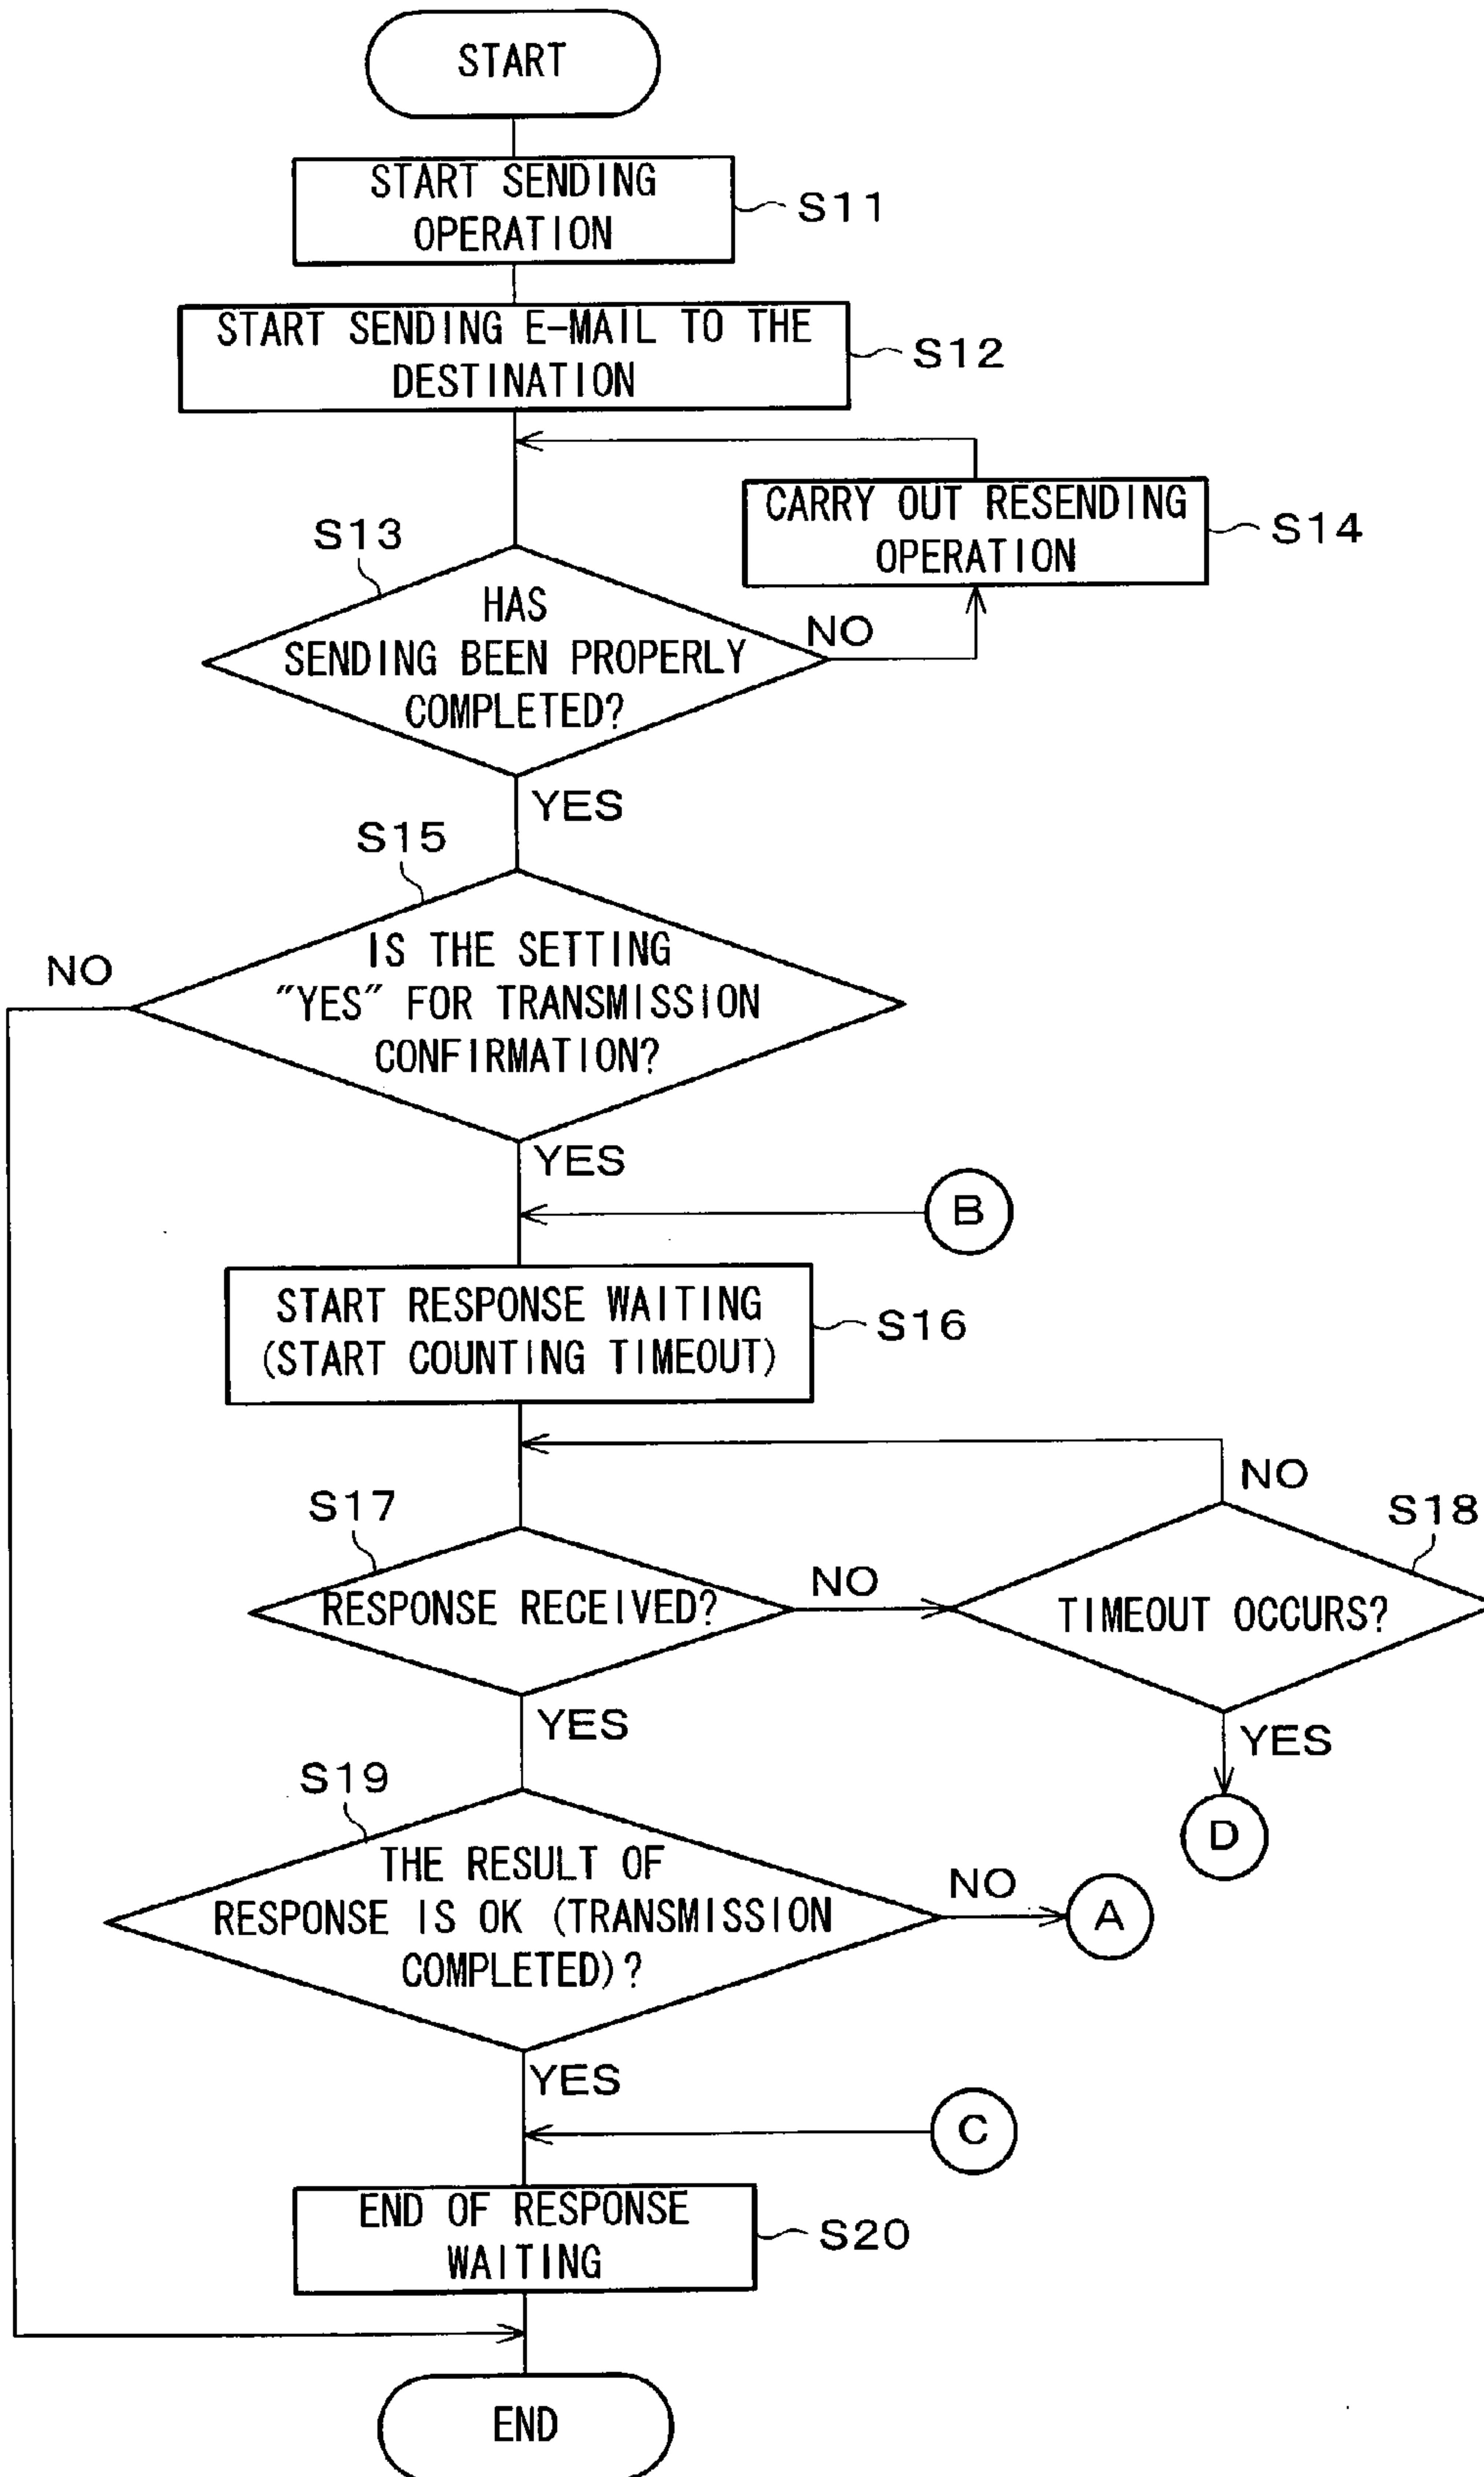 START
START SENDING
OPERATION
S11
START SENDING E-MAIL TO THE
DESTINATION
S12
CARRY OUT RESENDING
OPERATION
S14
S13
HAS
SENDING BEEN PROPERLY
COMPLETED?
NO
YES
S15
IS THE SETTING
"YES" FOR TRANSMISSION
CONFIRMATION?
NO
YES
B
START RESPONSE WAITING
(START COUNTING TIMEOUT)
S16
S17
RESPONSE RECEIVED?
NO
NO
S18
TIMEOUT OCCURS?
YES
YES
D
S19
THE RESULT OF
RESPONSE IS OK (TRANSMISSION
COMPLETED)?
NO
A
YES
C
END OF RESPONSE
WAITING
S20
END